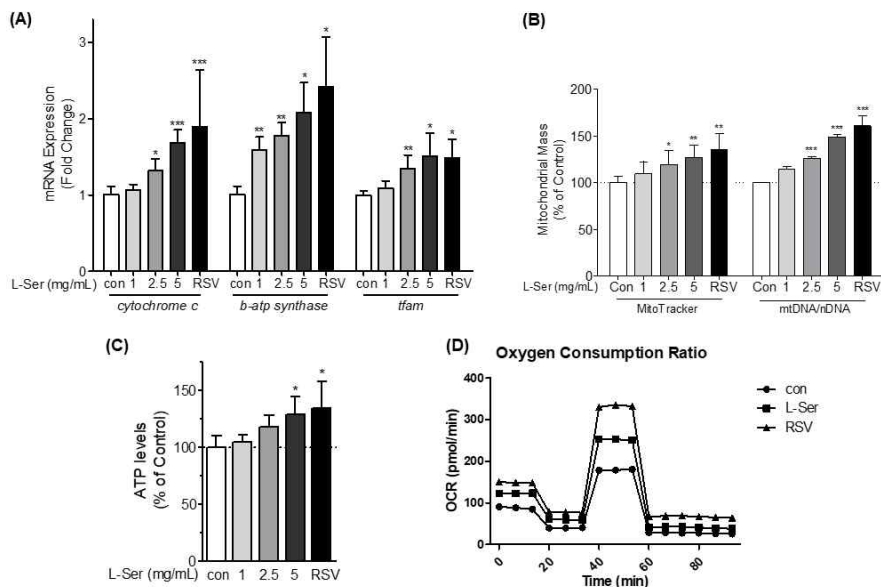 (A)
3
2
1
0
mRNA Expression
(Fold Change)
* *** *** ** ** * * ** * *
L-Ser (mg/mL) con 1 2.5 5 RSV con 1 2.5 5 RSV con 1 2.5 5 RSV
cytochrome c b-atp synthase tfam
(B)
200
150
100
50
0
Mitochondrial Mass
(% of Control)
* ** ** *** *** ***
L-Ser (mg/mL) Con 1 2.5 5 RSV Con 1 2.5 5 RSV
MitoTracker mtDNA/nDNA
(C)
150
100
50
0
ATP levels
(% of Control)
* *
L-Ser (mg/mL) con 1 2.5 5 RSV
(D) Oxygen Consumption Ratio
400
300
200
100
0
OCR (pmol/min)
con
L-Ser
RSV
0 20 40 60 80
Time (min)